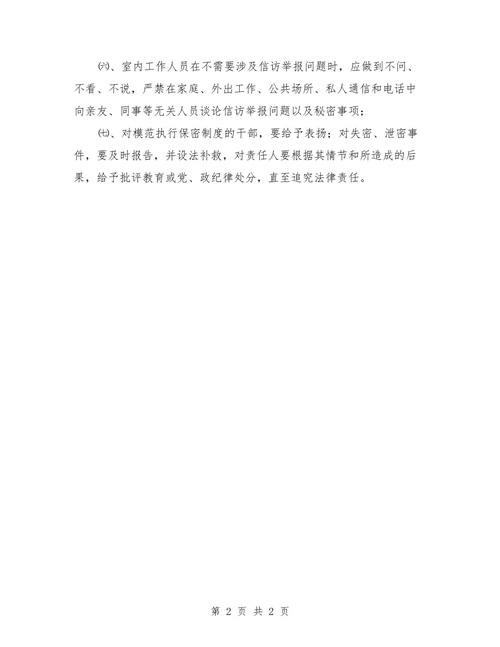 ㈥、室内工作人员在不需要涉及信访举报问题时，应做到不问、
不看、不说，严禁在家庭、外出工作、公共场所、私人通信和电话中
向亲友、同事等无关人员谈论信访举报问题以及秘密事项；
㈦、对模范执行保密制度的干部，要给予表扬；对失密、泄密事
件，要及时报告，并设法补救，对责任人要根据其情节和所造成的后
果，给予批评教育或党、政纪律处分，直至追究法律责任。
第 2 页 共 2 页